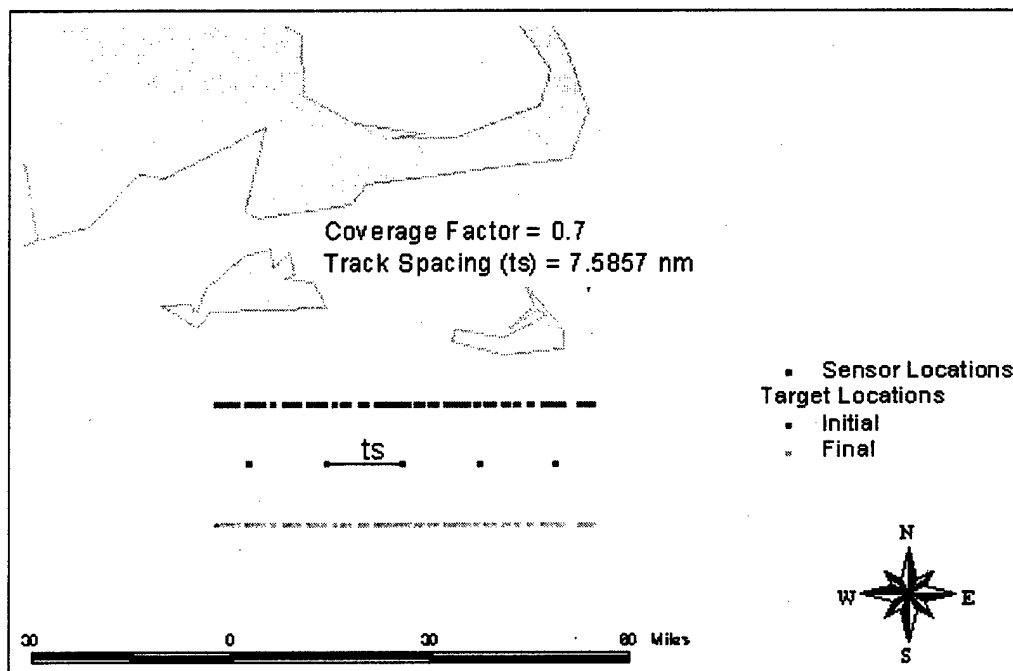 Coverage Factor = 0.7
Track Spacing (ts) = 7.5857 nm
Sensor Locations
Target Locations
Initial
Final
ts
N
W E
S
30 0 30 60 Miles